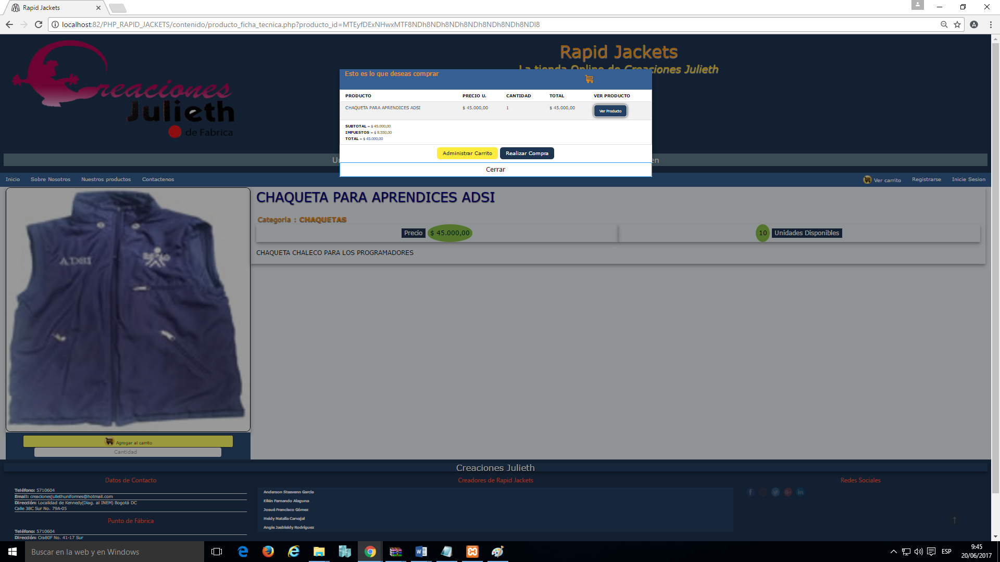 Rapid Jackets
localhost:82/PHP_RAPID_JACKETS/contenido/producto_ficha_tecnica.php?producto_id=MTEyfDExNHwxMTF8NDh8NDh8NDh8NDh8NDh8NDh8NDl8
Creaciones
Julieth
de Fabrica
Rapid Jackets
La tienda Online de Creaciones Julieth
Esto es lo que deseas comprar
PRODUCTO PRECIO U. CANTIDAD TOTAL VER PRODUCTO
CHAQUETA PARA APRENDICES ADSI $ 45.000,00 1 $ 45.000,00 Ver Producto
SUBTOTAL = $ 45.000,00
IMPUESTOS = $ 8.550,00
TOTAL = $ 45.000,00
Administrar Carrito Realizar Compra
Cerrar
Inicio Sobre Nosotros Nuestros productos Contactenos Ver carrito Registrarse Inicie Sesion
CHAQUETA PARA APRENDICES ADSI
Categoria : CHAQUETAS
Precio $ 45.000,00 10 Unidades Disponibles
CHAQUETA CHALECO PARA LOS PROGRAMADORES
ADSI
Agregar al carrito
Cantidad
Creaciones Julieth
Datos de Contacto
Teléfono: 5710604
Email: creacionesjuliethuniformes@hotmail.com
Dirección: Localidad de Kennedy(Diag. al INEM) Bogotá DC
Calle 38C Sur No. 79A-05
Punto de Fábrica
Teléfono: 5710604
Dirección: Cra80F No. 41-17 Sur
Creadores de Rapid Jackets
Anderson Steevenn Garcia
Elkin Fernando Alaguna
Josué Francisco Gómez
Heidy Natalia Carvajal
Angie Jasbleidy Rodríguez
Redes Sociales
Buscar en la web y en Windows
ESP
9:45
20/06/2017